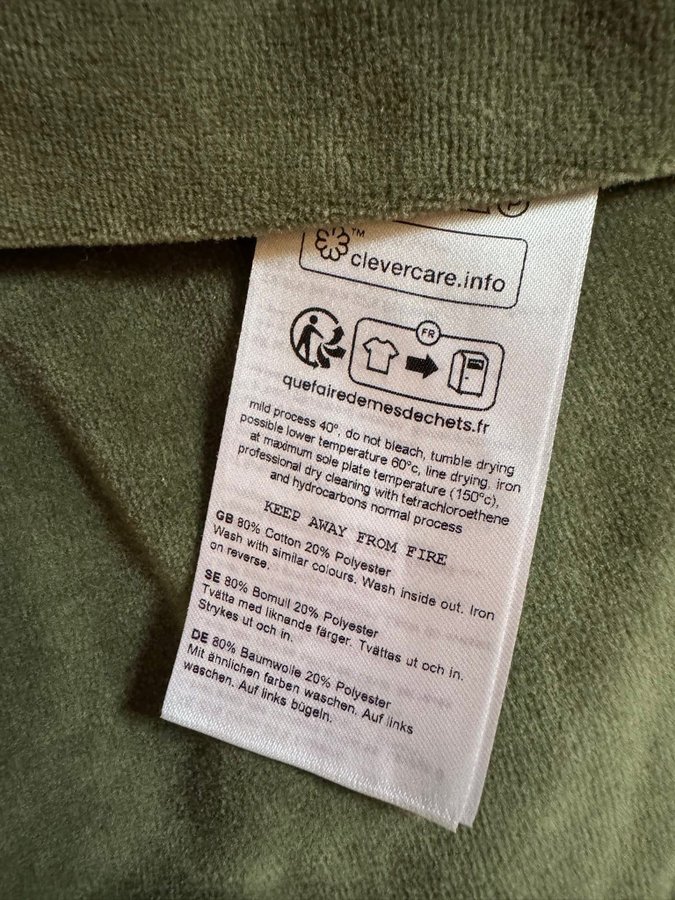 P
™
clevercare.info
FR
quefairedemesdechets.fr
mild process 40°, do not bleach, tumble drying
possible lower temperature 60°c, line drying, iron
at maximum sole plate temperature (150°c),
professional dry cleaning with tetrachloroethene
and hydrocarbons normal process
KEEP AWAY FROM FIRE
GB 80% Cotton 20% Polyester
Wash with similar colours. Wash inside out. Iron
on reverse.
SE 80% Bomull 20% Polyester
Tvätta med liknande färger. Tvättas ut och in.
Strykes ut och in.
DE 80% Baumwolle 20% Polyester
Mit ähnlichen farben waschen. Auf links
waschen. Auf links bügeln.